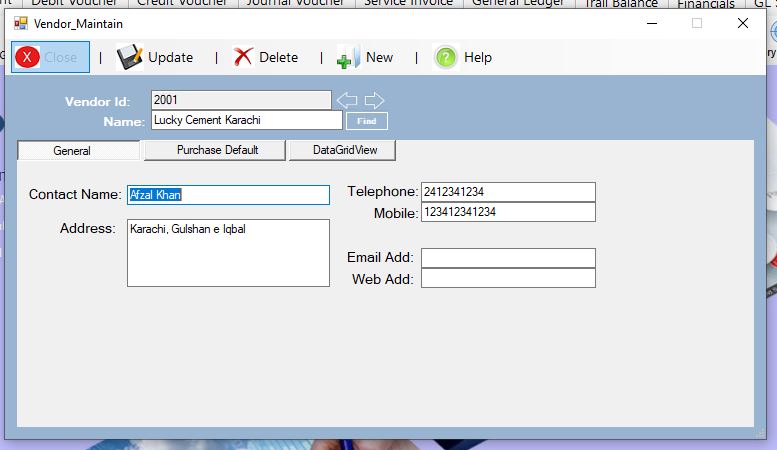 Debit Voucher Credit Voucher Journal Voucher Service Invoice General Ledger Trail Balance Financials GL S
Vendor_Maintain
X Close | Update | Delete | New | ? Help
Vendor Id: 2001
Name: Lucky Cement Karachi Find
General Purchase Default DataGridView
Contact Name: Afzal Khan
Telephone: 2412341234
Mobile: 123412341234
Address: Karachi, Gulshan e Iqbal
Email Add:
Web Add: